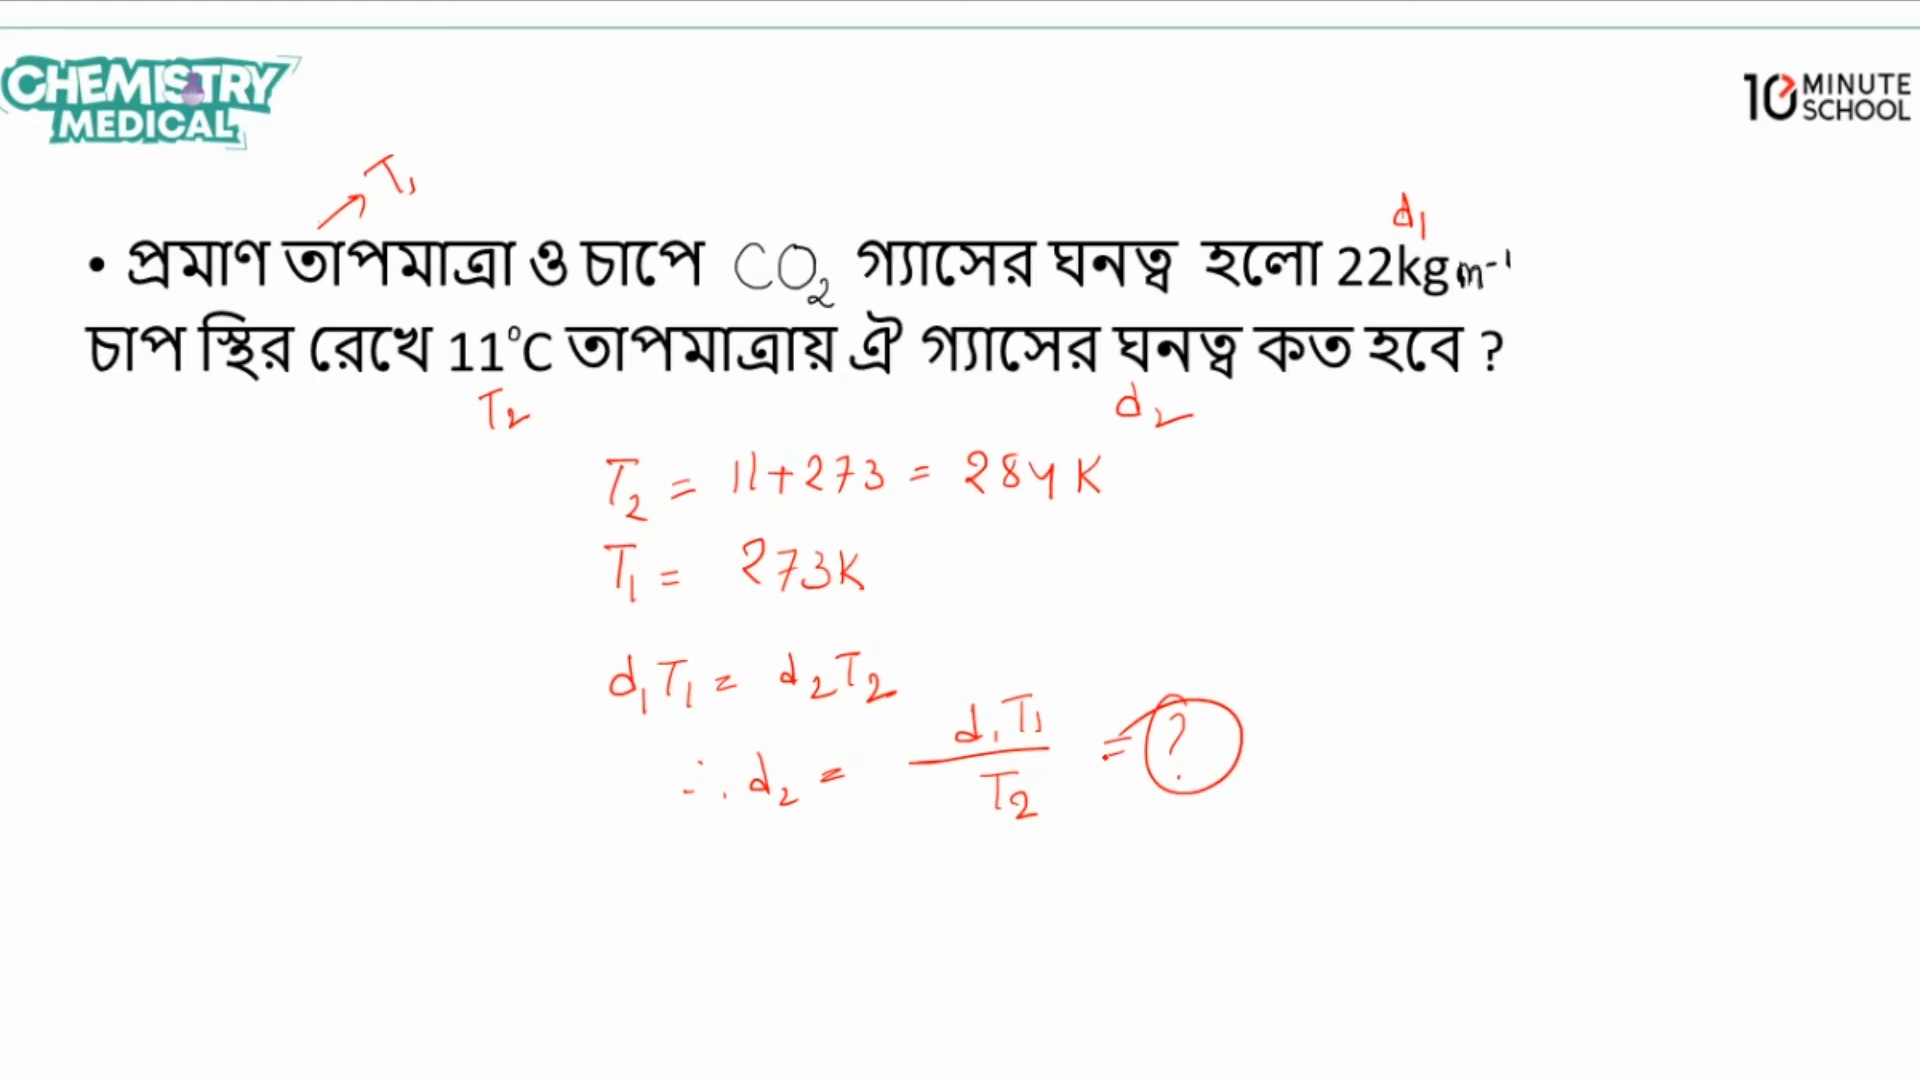 CHEMISTRY
MEDICAL
10 MINUTE
SCHOOL
T₁
d₁
• প্রমাণ তাপমাত্রা ও চাপে CO₂ গ্যাসের ঘনত্ব হলো 22kgm⁻¹
চাপ স্থির রেখে 11°C তাপমাত্রায় ঐ গ্যাসের ঘনত্ব কত হবে ?
T₂ d₂
T₂ = 11+273 = 284 K
T₁ = 273K
d₁T₁ = d₂T₂
∴ d₂ = d₁T₁ / T₂ = ?